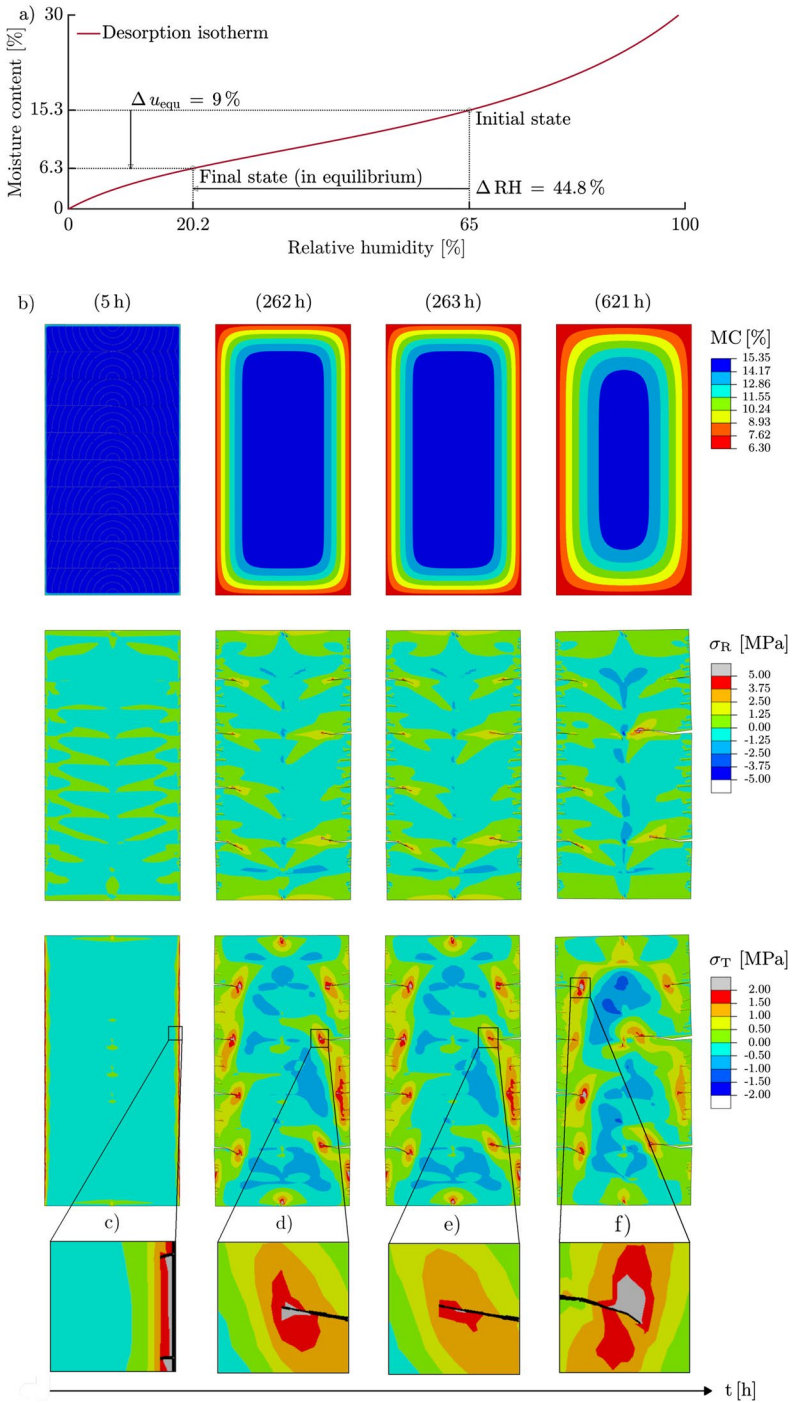 a)
30
Desorption isotherm
Moisture content [%]
Δ u_equ = 9 %
15.3
Initial state
6.3
Final state (in equilibrium)
Δ RH = 44.8 %
0
0
20.2
65
100
Relative humidity [%]
b)
(5 h)
(262 h)
(263 h)
(621 h)
MC [%]
15.35
14.17
12.86
11.55
10.24
8.93
7.62
6.30
σ_R [MPa]
5.00
3.75
2.50
1.25
0.00
-1.25
-2.50
-3.75
-5.00
σ_T [MPa]
2.00
1.50
1.00
0.50
0.00
-0.50
-1.00
-1.50
-2.00
c)
d)
e)
f)
t [h]